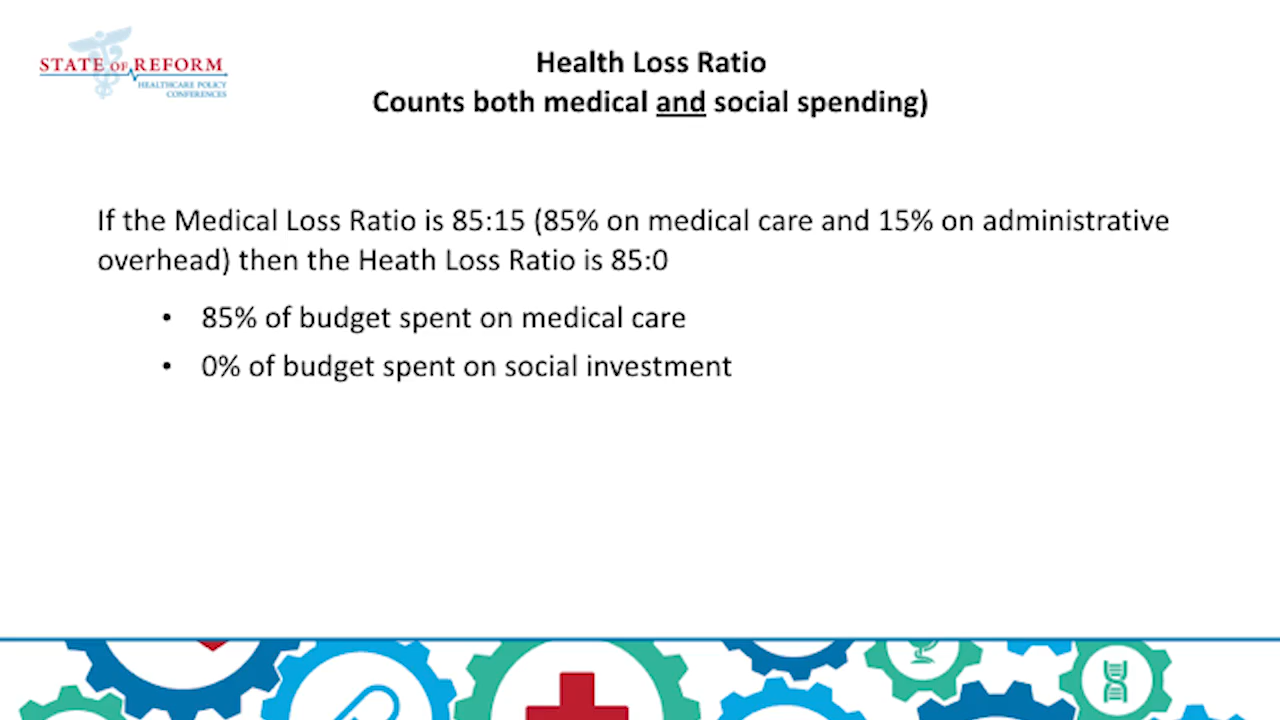 STATE OF REFORM
HEALTHCARE POLICY
CONFERENCES
Health Loss Ratio
Counts both medical and social spending)
If the Medical Loss Ratio is 85:15 (85% on medical care and 15% on administrative
overhead) then the Heath Loss Ratio is 85:0
• 85% of budget spent on medical care
• 0% of budget spent on social investment